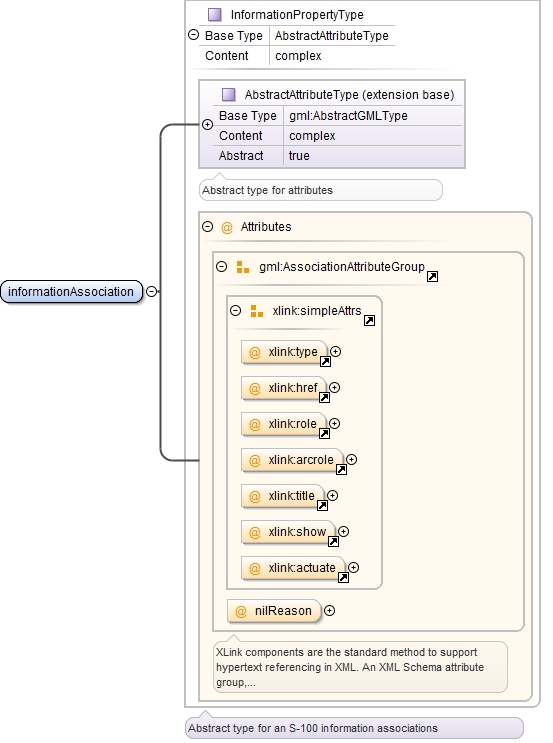 InformationPropertyType
Base Type AbstractAttributeType
Content complex
AbstractAttributeType (extension base)
Base Type gml:AbstractGMLType
Content complex
Abstract true
Abstract type for attributes
@ Attributes
gml:AssociationAttributeGroup
informationAssociation
xlink:simpleAttrs
@ xlink:type
@ xlink:href
@ xlink:role
@ xlink:arcrole
@ xlink:title
@ xlink:show
@ xlink:actuate
@ nilReason
XLink components are the standard method to support
hypertext referencing in XML. An XML Schema attribute
group,...
Abstract type for an S-100 information associations